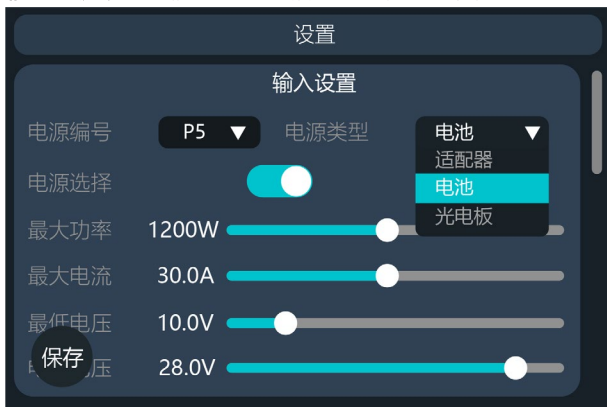 设置
输入设置
电源编号 P5 电源类型 电池
适配器
电源选择 电池
光电板
最大功率 1200W
最大电流 30.0A
最低电压 10.0V
保存 压 28.0V